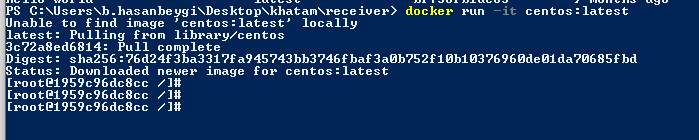 PS C:\Users\b.hasanbeygi\Desktop\khatam\receiver> docker run -it centos:latest
Unable to find image 'centos:latest' locally
latest: Pulling from library/centos
3c72a8ed6814: Pull complete
Digest: sha256:76d24f3ba3317fa945743bb3746fbaf3a0b752f10b10376960de01da70685fbd
Status: Downloaded newer image for centos:latest
[root@1959c96dc8cc /]#
[root@1959c96dc8cc /]#
[root@1959c96dc8cc /]#